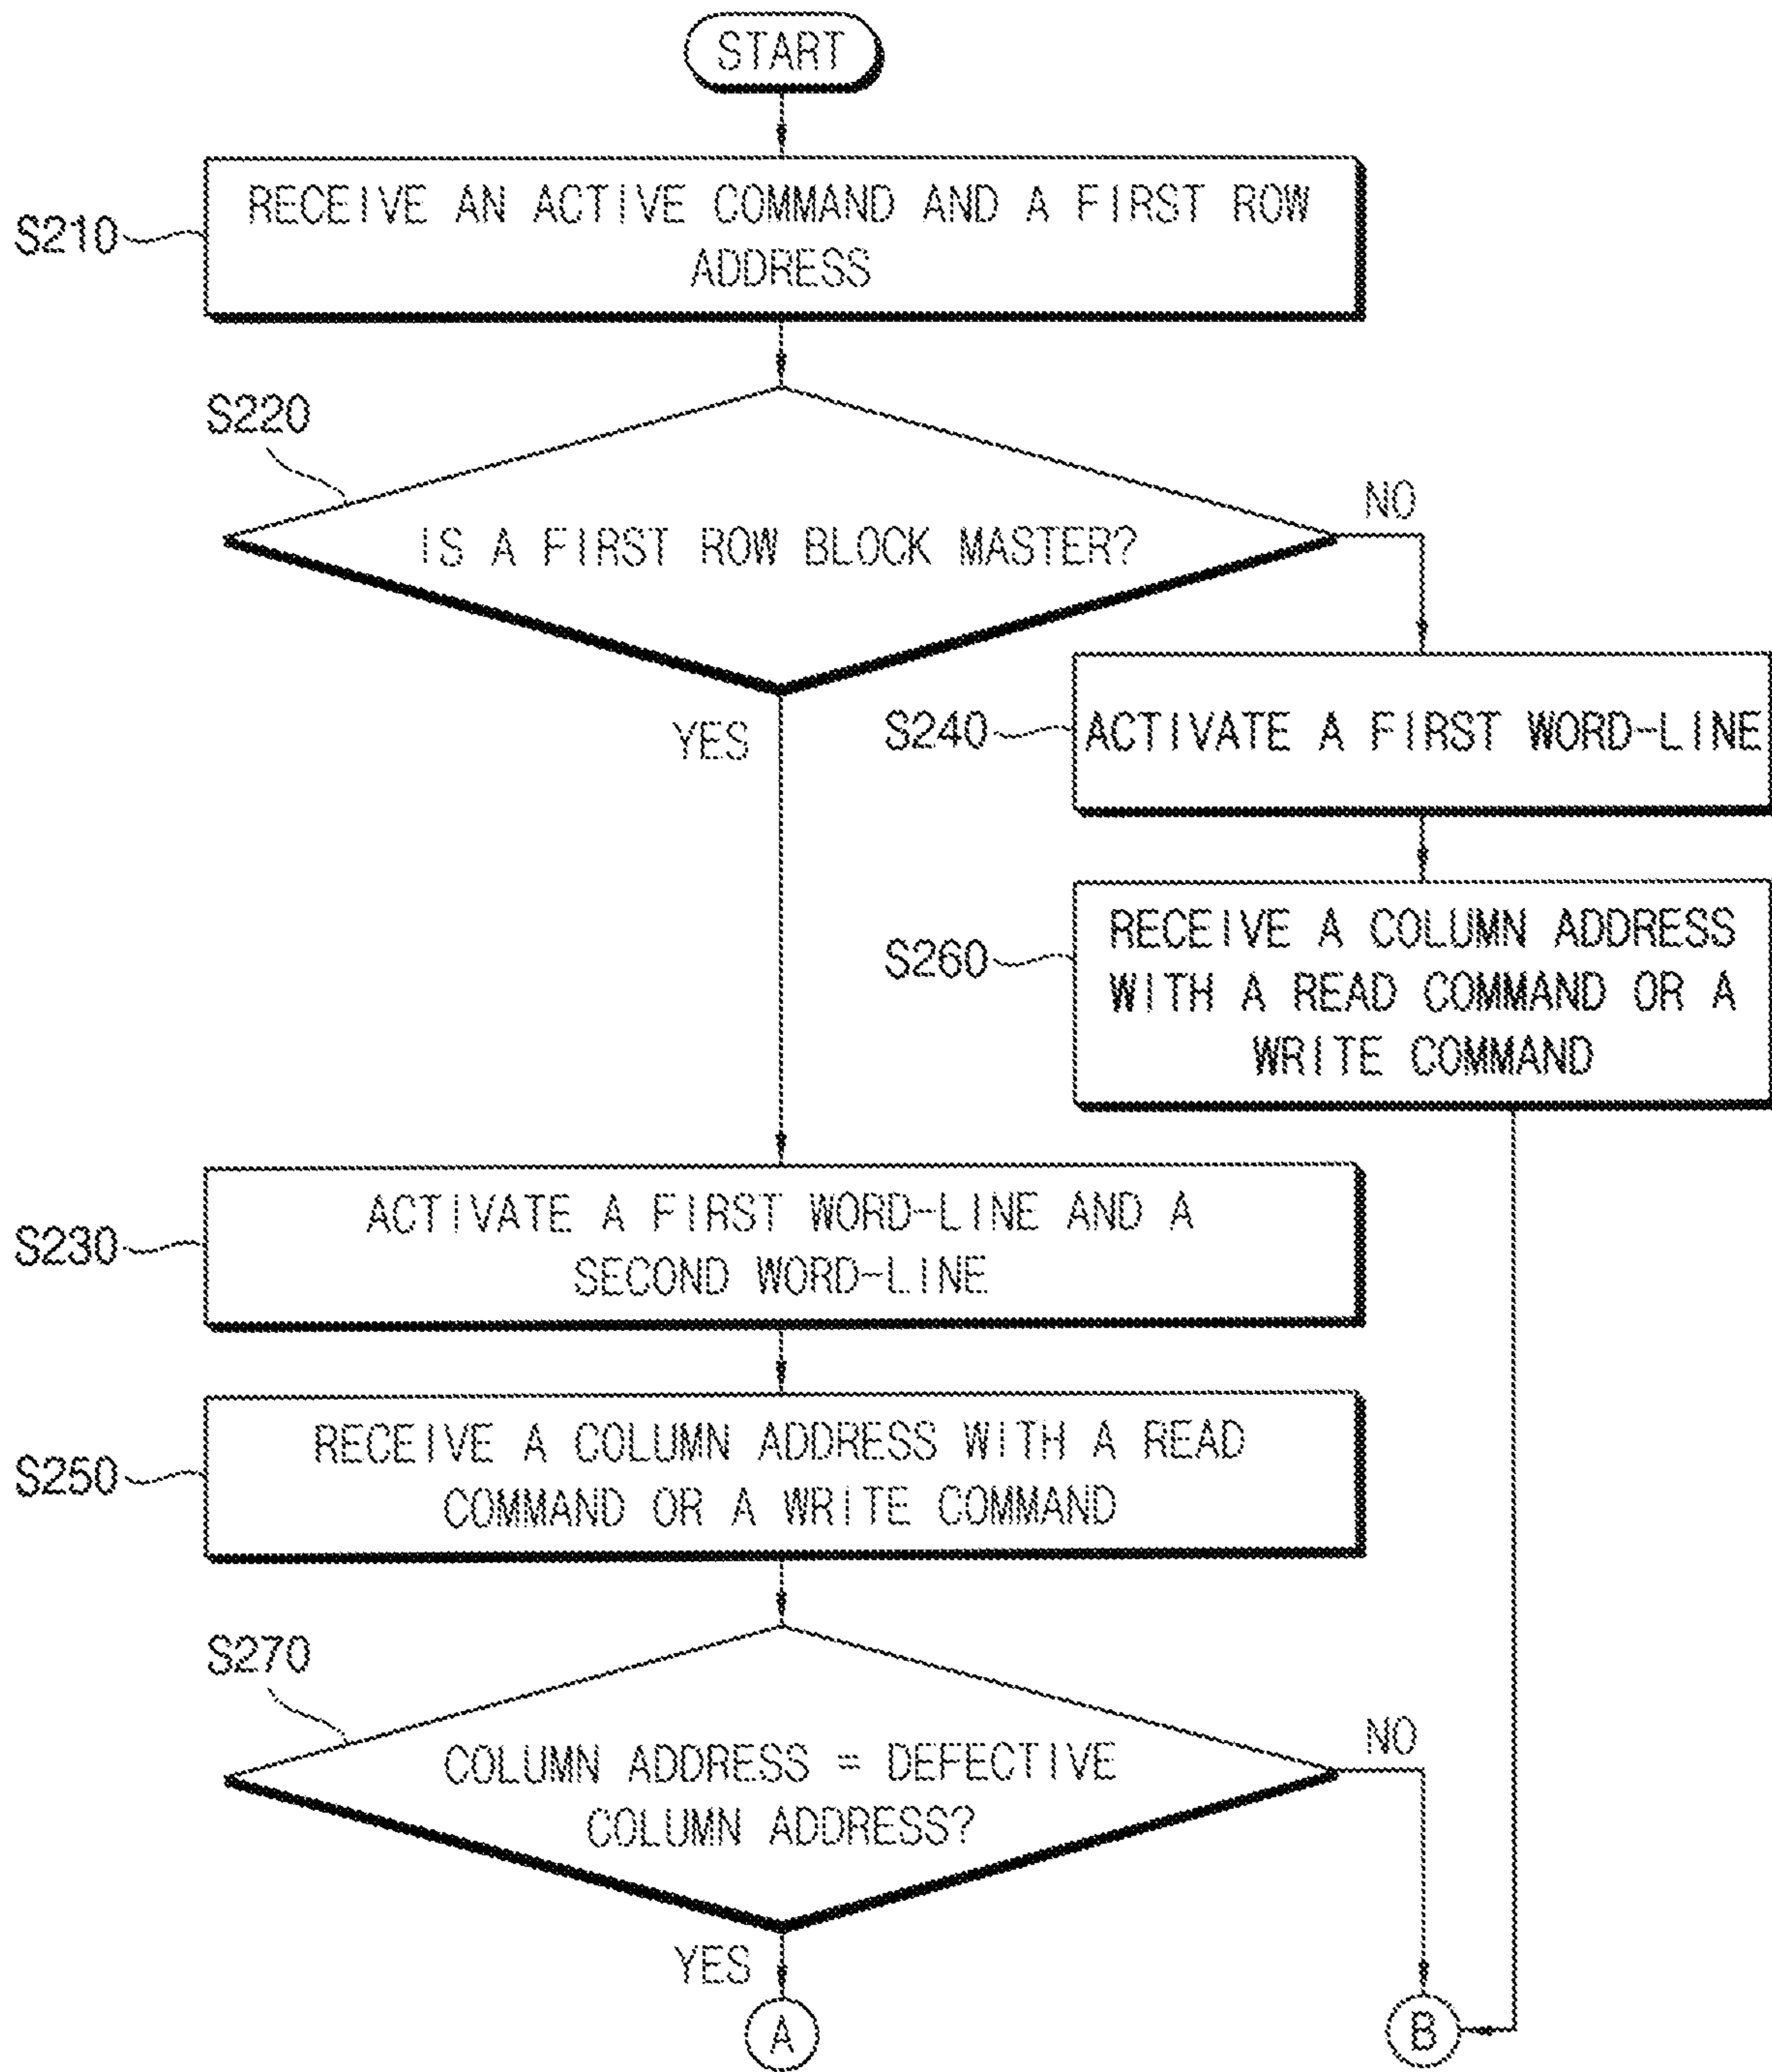 START
S210
RECEIVE AN ACTIVE COMMAND AND A FIRST ROW
ADDRESS
S220
IS A FIRST ROW BLOCK MASTER?
NO
YES
S240
ACTIVATE A FIRST WORD-LINE
S260
RECEIVE A COLUMN ADDRESS
WITH A READ COMMAND OR A
WRITE COMMAND
S230
ACTIVATE A FIRST WORD-LINE AND A
SECOND WORD-LINE
S250
RECEIVE A COLUMN ADDRESS WITH A READ
COMMAND OR A WRITE COMMAND
S270
COLUMN ADDRESS = DEFECTIVE
COLUMN ADDRESS?
NO
YES
A
B